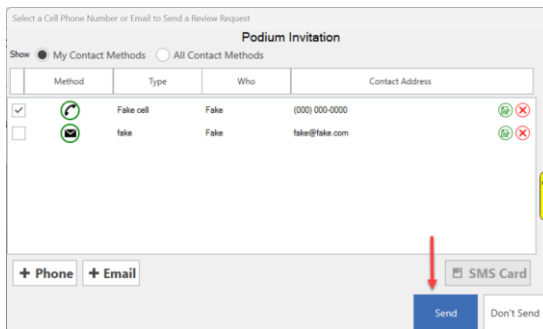 Select a Cell Phone Number or Email to Send a Review Request
Podium Invitation
Show My Contact Methods All Contact Methods
Method Type Who Contact Address
Fake cell Fake (000) 000-0000
fake Fake fake@fake.com
+ Phone + Email SMS Card
Send Don't Send